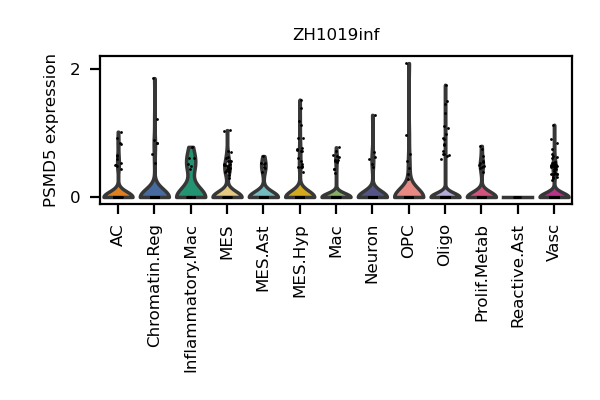 ZH1019inf
PSMD5 expression
2
0
AC
Chromatin.Reg
Inflammatory.Mac
MES
MES.Ast
MES.Hyp
Mac
Neuron
OPC
Oligo
Prolif.Metab
Reactive.Ast
Vasc